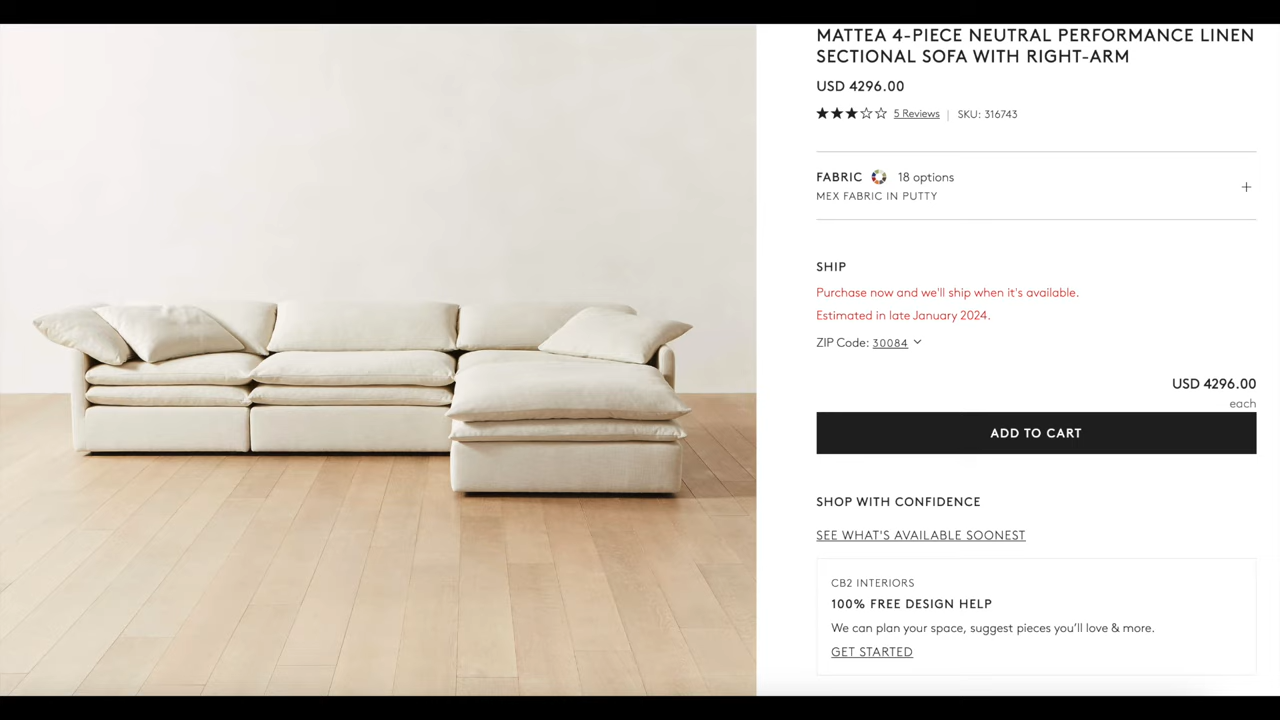 MATTEA 4-PIECE NEUTRAL PERFORMANCE LINEN
SECTIONAL SOFA WITH RIGHT-ARM
USD 4296.00
5 Reviews | SKU: 316743
FABRIC 18 options
MEX FABRIC IN PUTTY
+
SHIP
Purchase now and we'll ship when it's available.
Estimated in late January 2024.
ZIP Code: 30084
USD 4296.00
each
ADD TO CART
SHOP WITH CONFIDENCE
SEE WHAT'S AVAILABLE SOONEST
CB2 INTERIORS
100% FREE DESIGN HELP
We can plan your space, suggest pieces you'll love & more.
GET STARTED